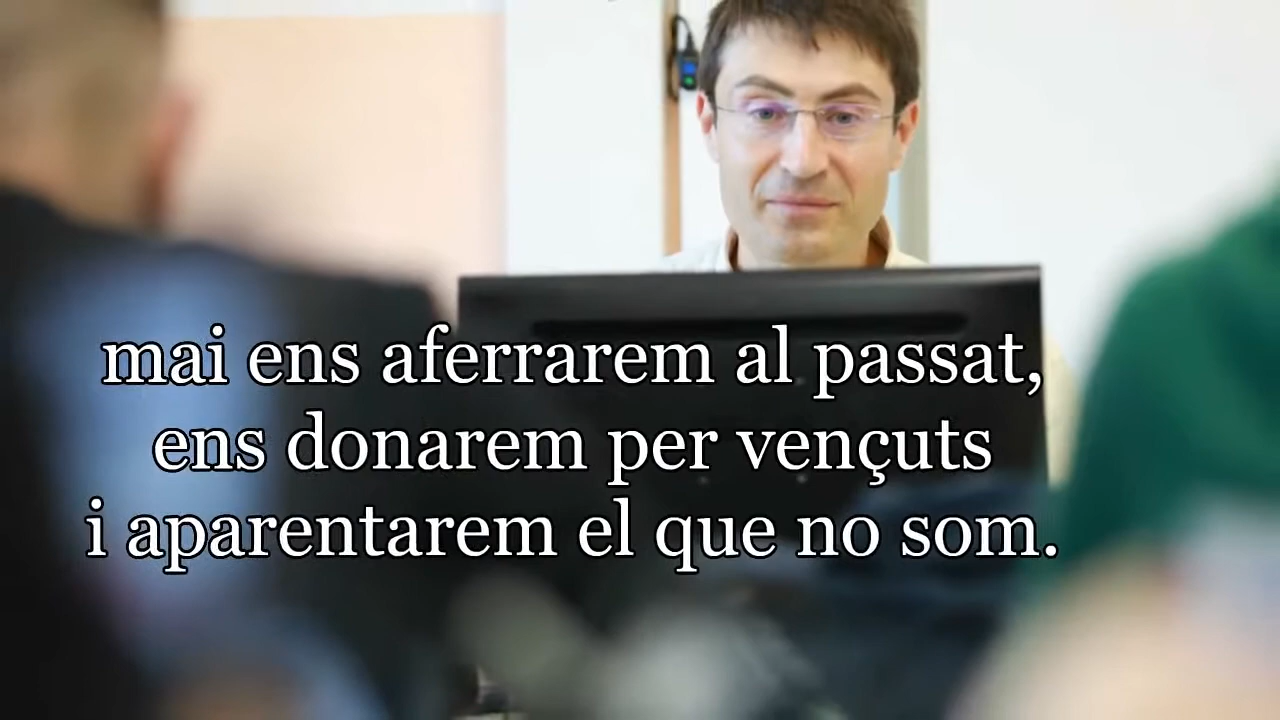 mai ens aferrarem al passat,
ens donarem per vençuts
i aparentarem el que no som.